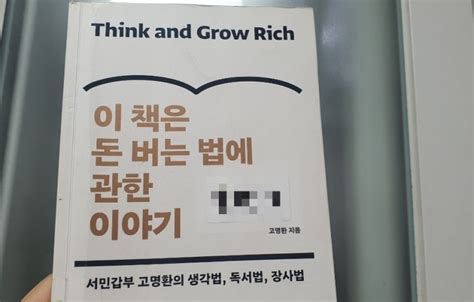 Think and Grow Rich
이 책은
돈 버는 법에
관한
이야기
고명환 지음
서민갑부 고명환의 생각법, 독서법, 장사법